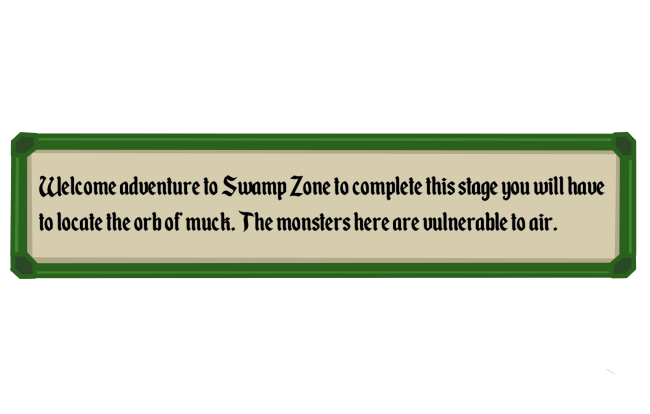 Welcome adventure to Swamp Zone to complete this stage you will have
to locate the orb of muck. The monsters here are vulnerable to air.